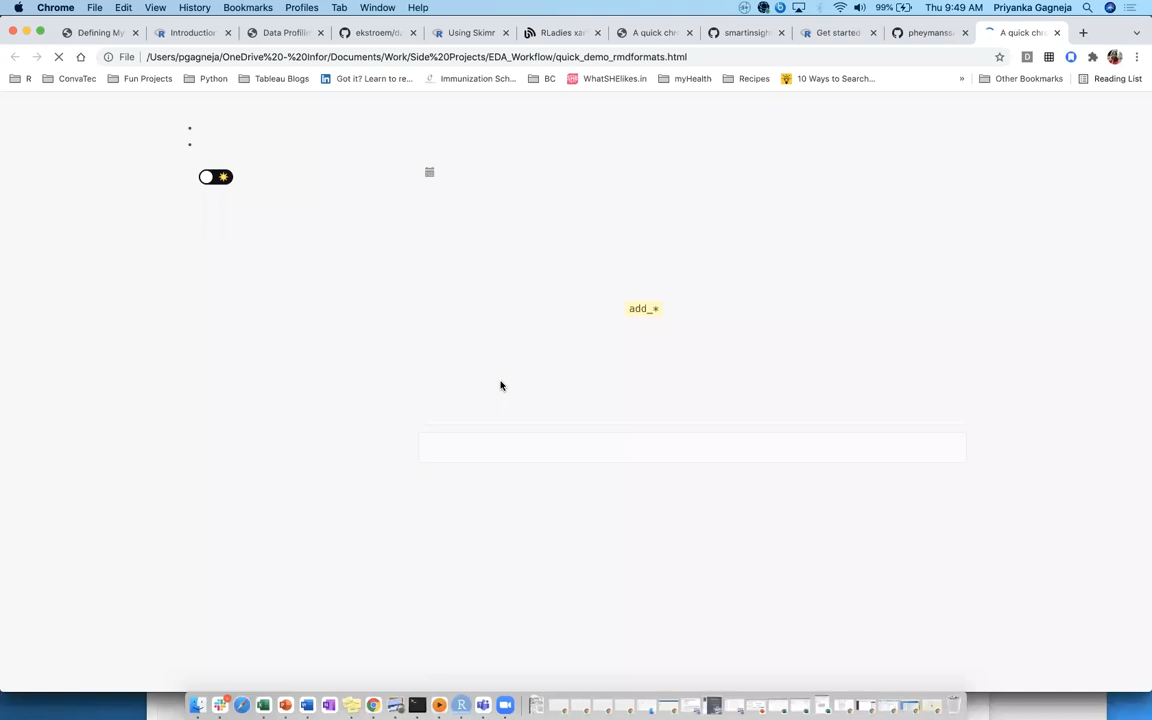 Chrome File Edit View History Bookmarks Profiles Tab Window Help 99% Thu 9:49 AM Priyanka Gagneja
Defining My Introduction Data Profilin ekstroem/da Using Skimr RLadies xar A quick chr smartinsigh Get started pheymanss A quick chr
File /Users/pgagneja/OneDrive%20-%20Infor/Documents/Work/Side%20Projects/EDA_Workflow/quick_demo_rmdformats.html
R ConvaTec Fun Projects Python Tableau Blogs Got it? Learn to re... Immunization Sch... BC WhatSHElikes.in myHealth Recipes 10 Ways to Search... » Other Bookmarks Reading List
add_*